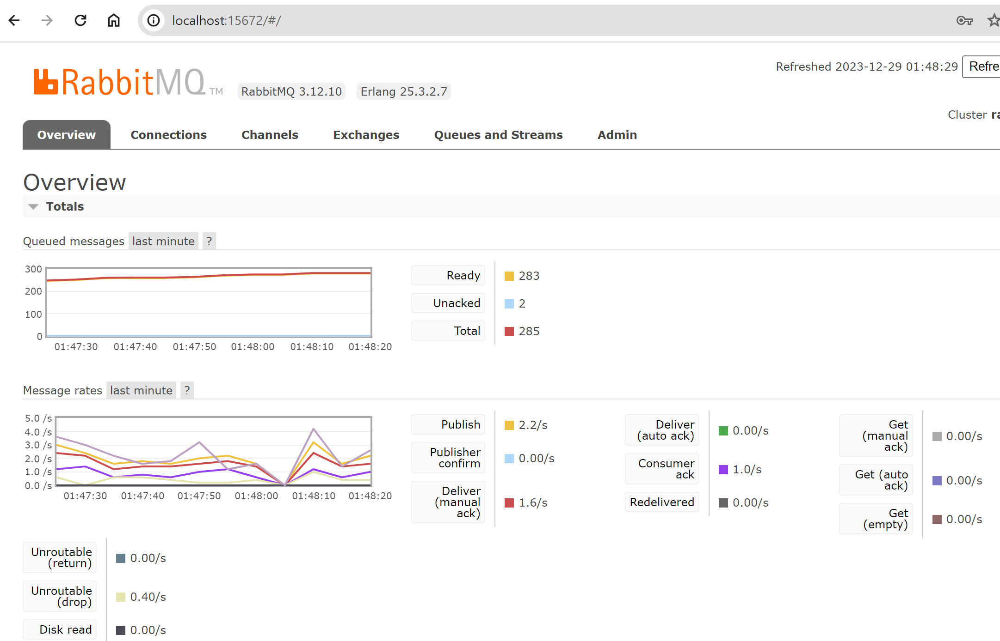 localhost:15672/#/
Refreshed 2023-12-29 01:48:29 Refre
RabbitMQ TM RabbitMQ 3.12.10 Erlang 25.3.2.7
Cluster ra
Overview Connections Channels Exchanges Queues and Streams Admin
Overview
Totals
Queued messages last minute ?
300
200
100
0
01:47:30 01:47:40 01:47:50 01:48:00 01:48:10 01:48:20
Ready 283
Unacked 2
Total 285
Message rates last minute ?
5.0 /s
4.0 /s
3.0 /s
2.0 /s
1.0 /s
0.0 /s
01:47:30 01:47:40 01:47:50 01:48:00 01:48:10 01:48:20
Publish 2.2/s
Publisher
confirm 0.00/s
Deliver
(manual
ack) 1.6/s
Deliver
(auto ack) 0.00/s
Consumer
ack 1.0/s
Redelivered 0.00/s
Get
(manual
ack) 0.00/s
Get (auto
ack) 0.00/s
Get
(empty) 0.00/s
Unroutable
(return) 0.00/s
Unroutable
(drop) 0.40/s
Disk read 0.00/s